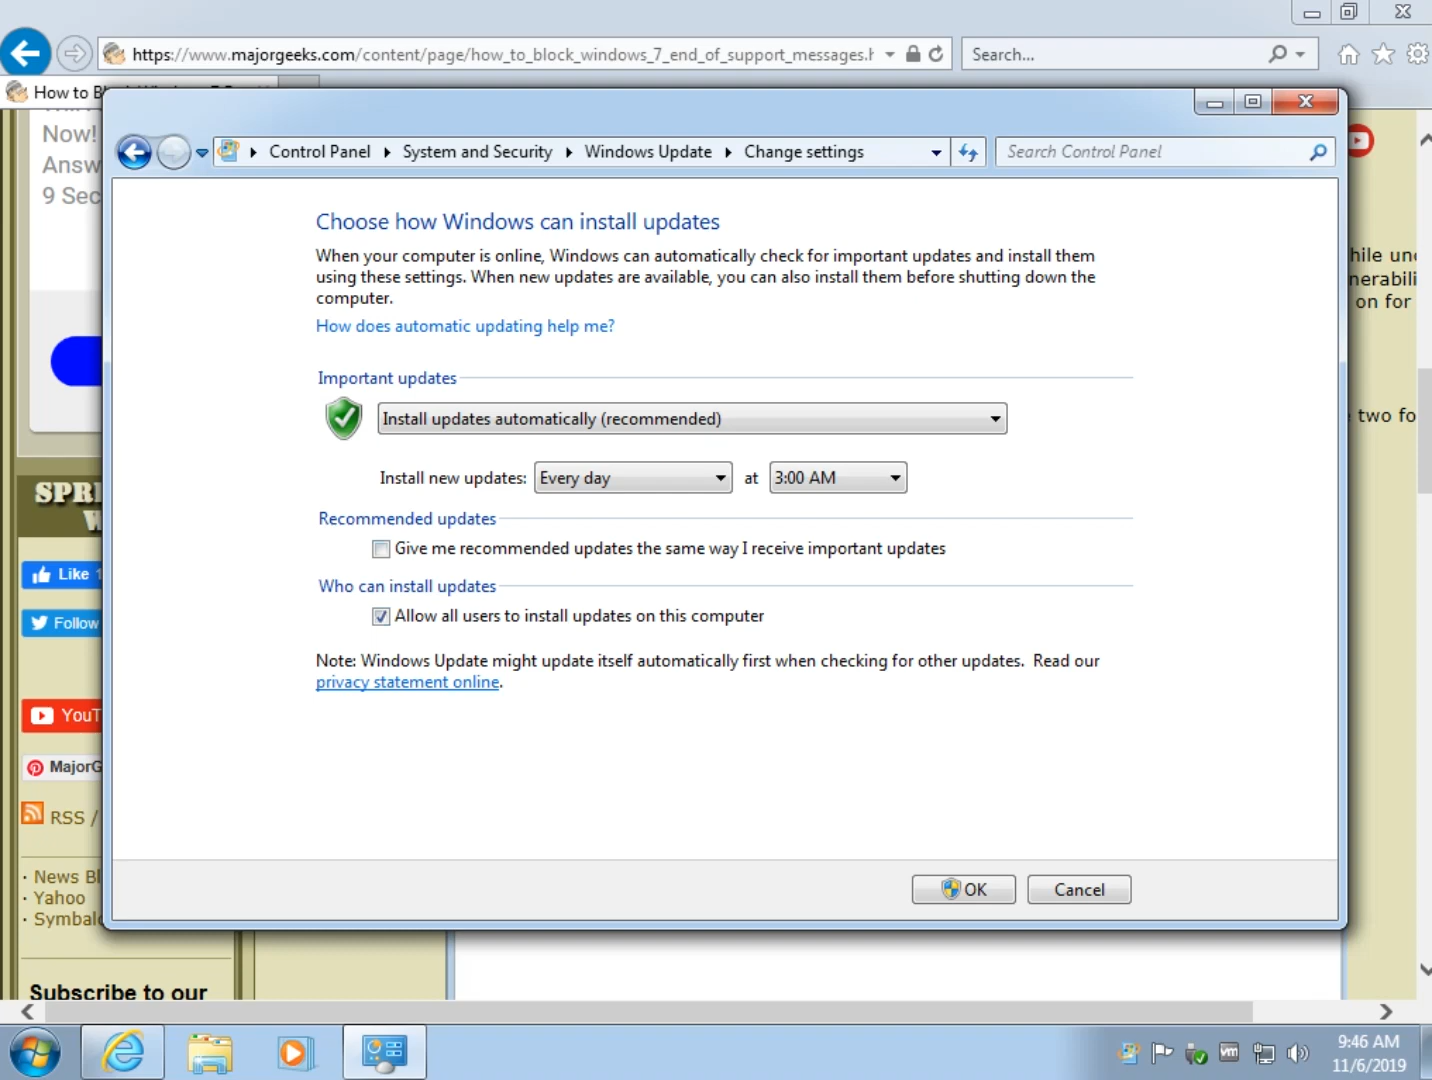 https://www.majorgeeks.com/content/page/how_to_block_windows_7_end_of_support_messages.h
Search...
How to B
Now!
Answ
9 Sec
Control Panel
System and Security
Windows Update
Change settings
Search Control Panel
Choose how Windows can install updates
When your computer is online, Windows can automatically check for important updates and install them
using these settings. When new updates are available, you can also install them before shutting down the
computer.
How does automatic updating help me?
Important updates
Install updates automatically (recommended)
Install new updates: Every day at 3:00 AM
Recommended updates
Give me recommended updates the same way I receive important updates
Who can install updates
Allow all users to install updates on this computer
Note: Windows Update might update itself automatically first when checking for other updates. Read our
privacy statement online.
OK
Cancel
hile und
nerabili
on for
two fo
SPRE
W
Like 1
Follow
YouT
MajorG
RSS /
· News Bl
· Yahoo
· Symbalo
Subscribe to our
vm
9:46 AM
11/6/2019